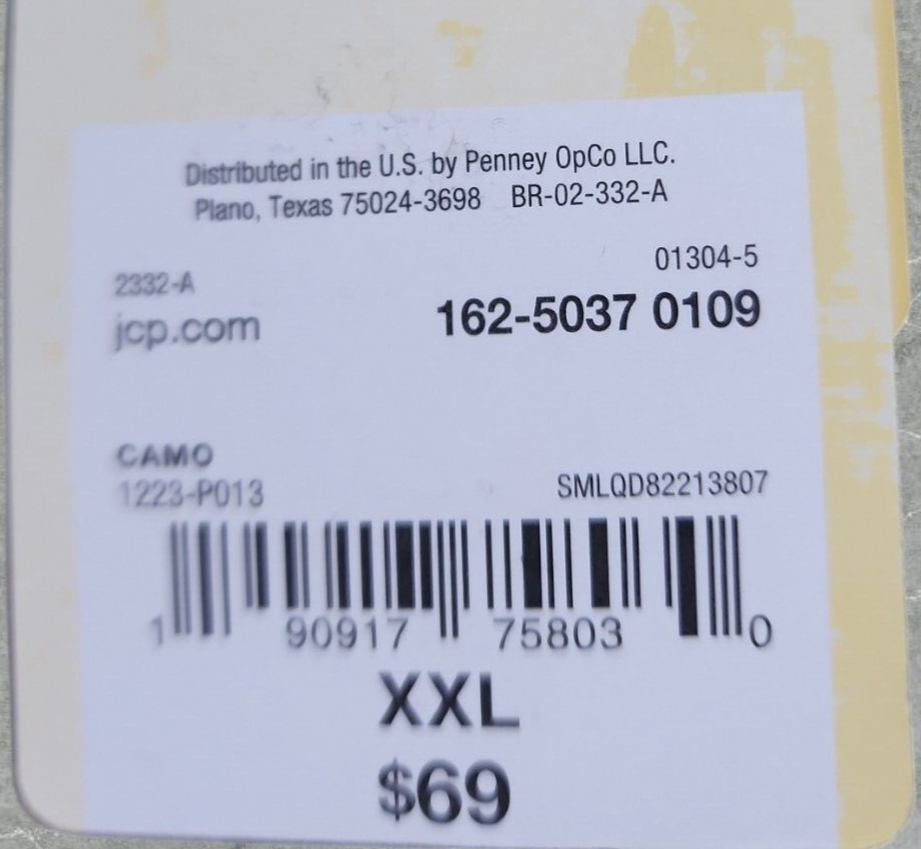 Distributed in the U.S. by Penney OpCo LLC.
Plano, Texas 75024-3698 BR-02-332-A
01304-5
2332-A
jcp.com 162-5037 0109
CAMO
1223-P013 SMLQD82213807
1 90917 75803 0
XXL
$69